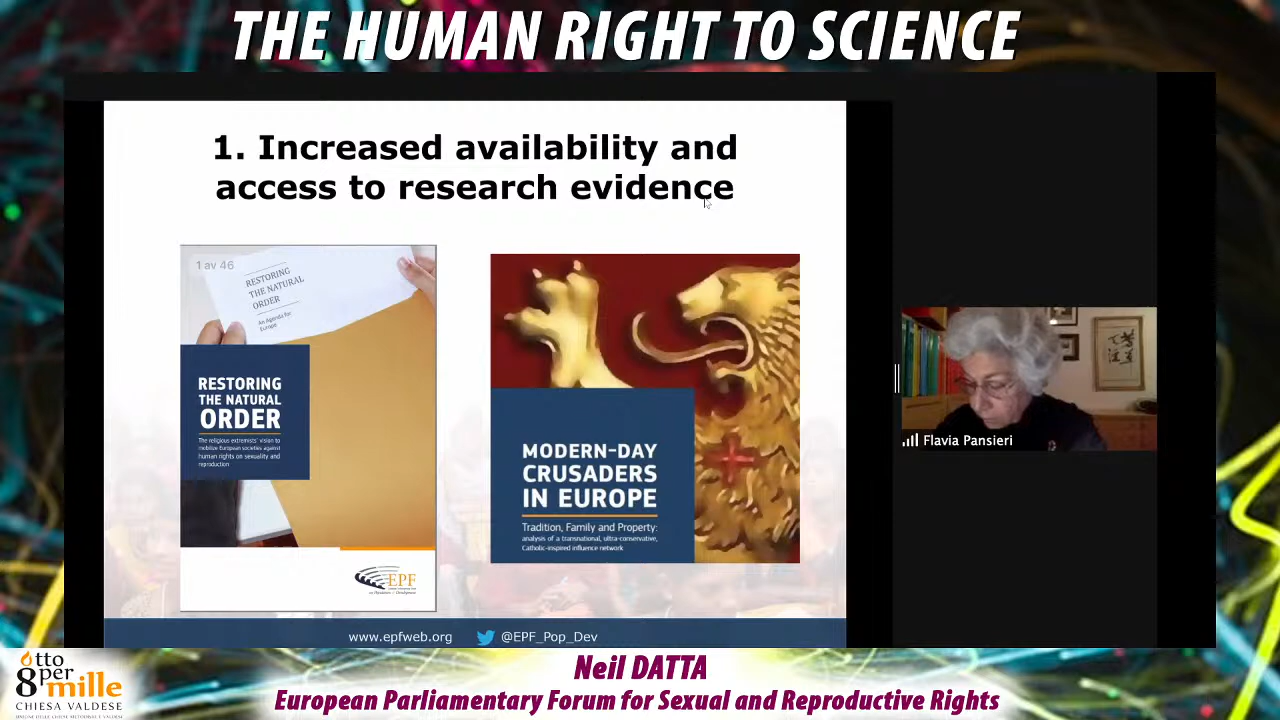 THE HUMAN RIGHT TO SCIENCE
1. Increased availability and
access to research evidence
1 av 46
RESTORING
THE NATURAL
ORDER
An Agenda for
Europe
RESTORING
THE NATURAL
ORDER
The religious extremists' vision to
mobilize European societies against
human rights on sexuality and
reproduction
EPF
MODERN-DAY
CRUSADERS
IN EUROPE
Tradition, Family and Property:
analysis of a transnational, ultra-conservative,
Catholic-inspired influence network
Flavia Pansieri
www.epfweb.org @EPF_Pop_Dev
otto
per
8 mille
CHIESA VALDESE
Neil DATTA
European Parliamentary Forum for Sexual and Reproductive Rights